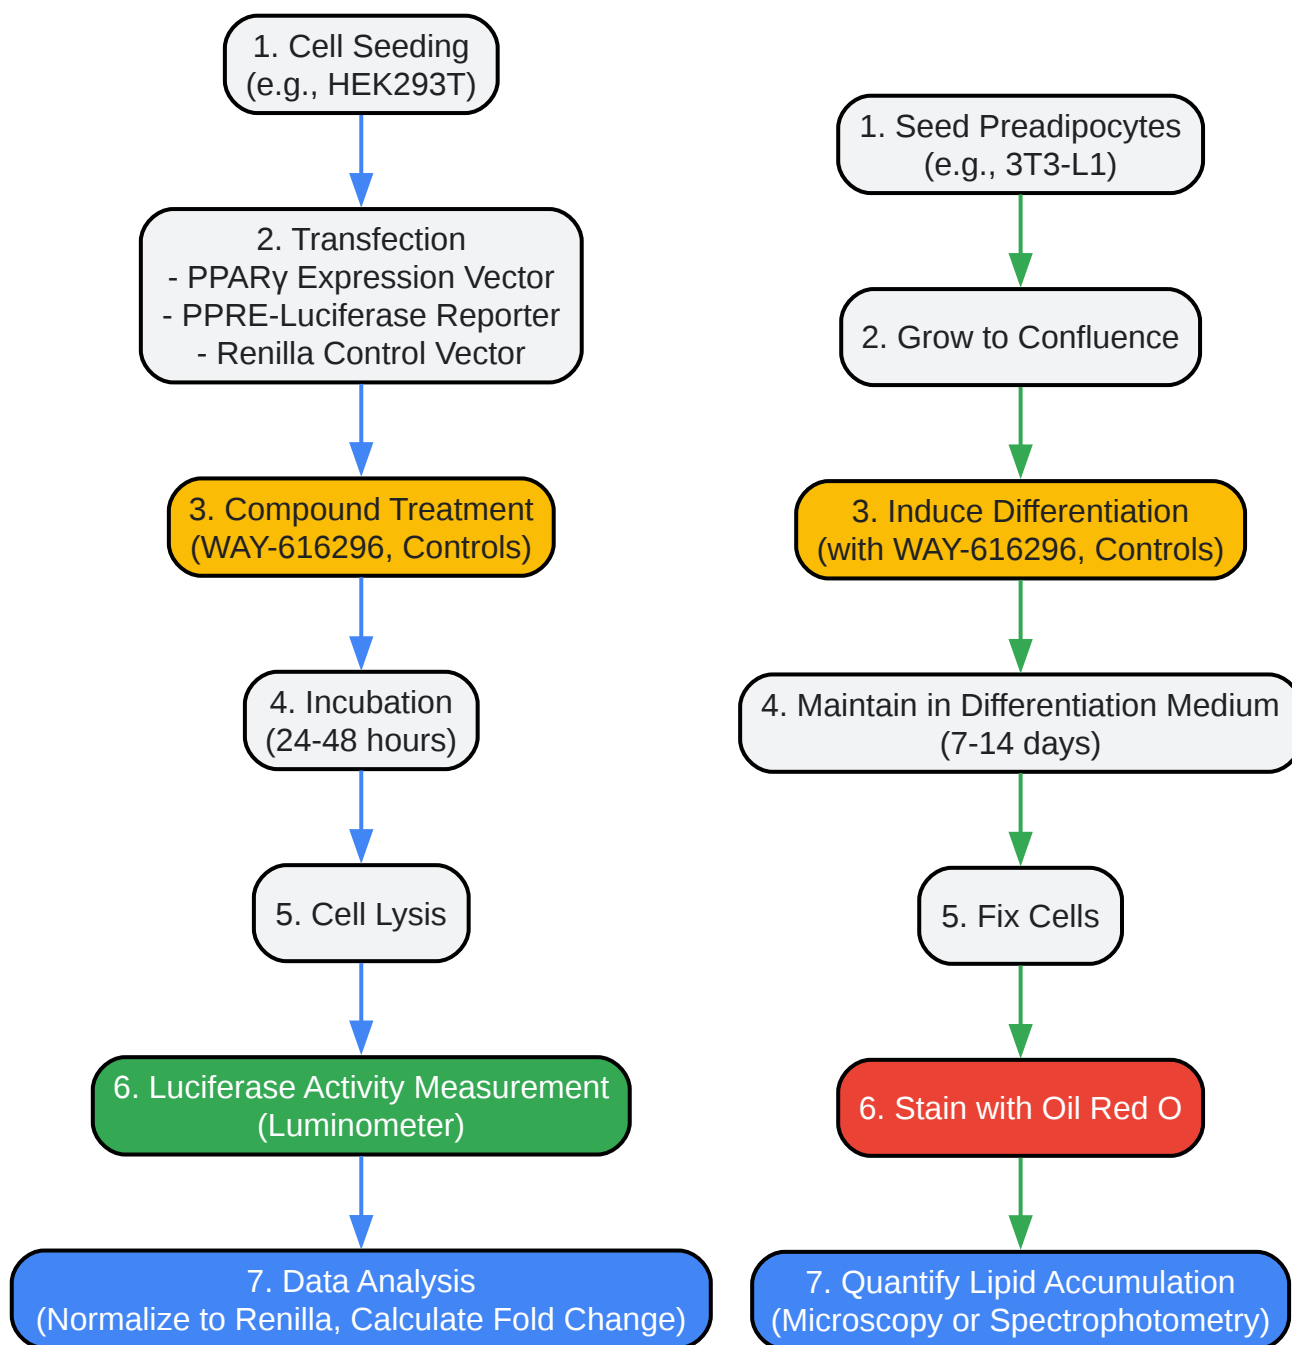 1. Cell Seeding
(e.g., HEK293T)
2. Transfection
- PPARγ Expression Vector
- PPRE-Luciferase Reporter
- Renilla Control Vector
3. Compound Treatment
(WAY-616296, Controls)
4. Incubation
(24-48 hours)
5. Cell Lysis
6. Luciferase Activity Measurement
(Luminometer)
7. Data Analysis
(Normalize to Renilla, Calculate Fold Change)
1. Seed Preadipocytes
(e.g., 3T3-L1)
2. Grow to Confluence
3. Induce Differentiation
(with WAY-616296, Controls)
4. Maintain in Differentiation Medium
(7-14 days)
5. Fix Cells
6. Stain with Oil Red O
7. Quantify Lipid Accumulation
(Microscopy or Spectrophotometry)